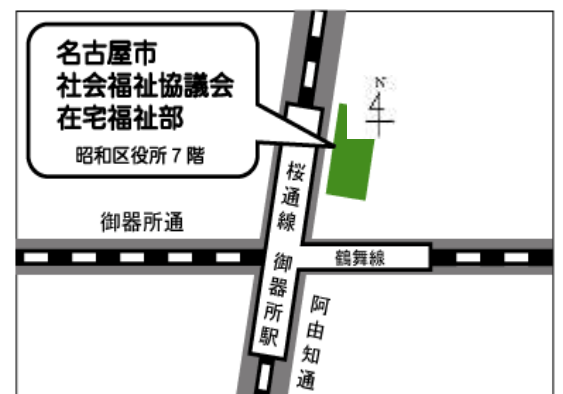 名古屋市
社会福祉協議会
在宅福祉部
昭和区役所7階
N
桜通線
御器所通
鶴舞線
御器所駅
阿由知通